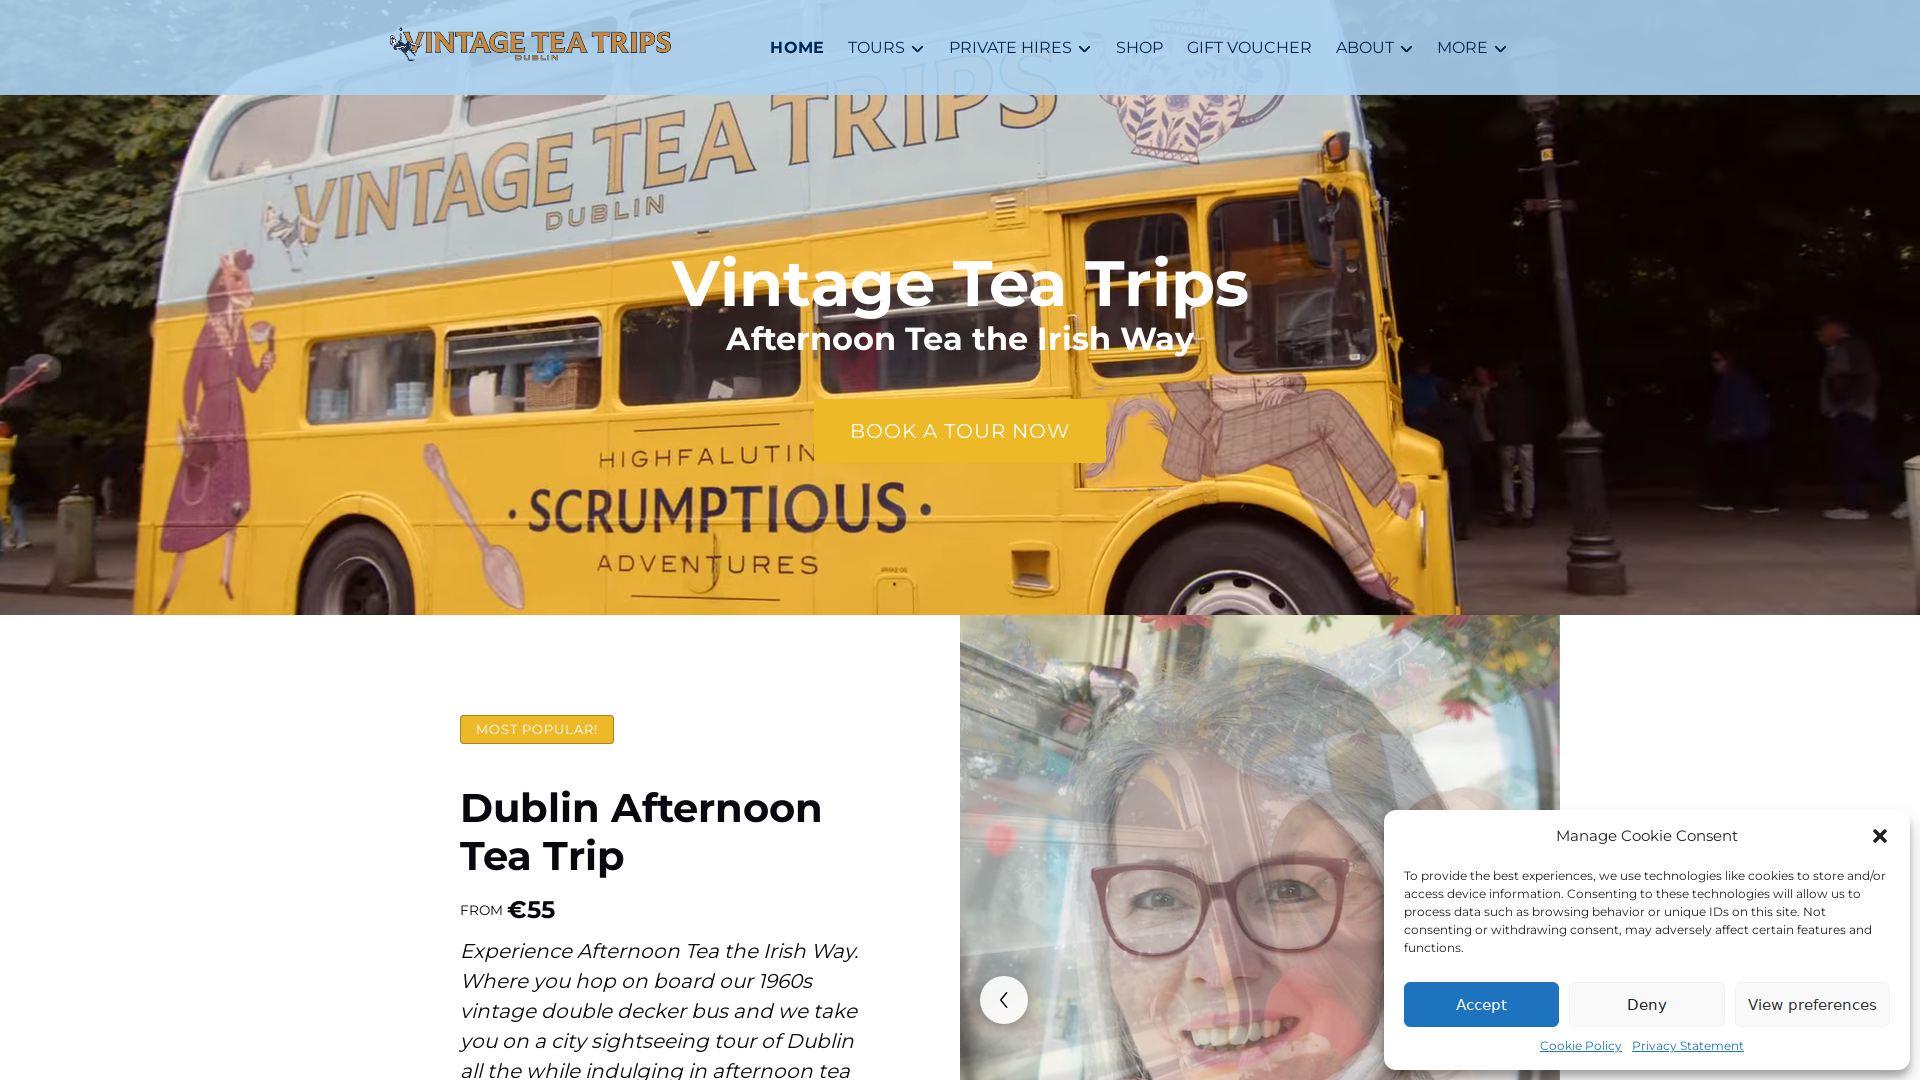 VINTAGE TEA TRIPS
DUBLIN
HOME
TOURS
PRIVATE HIRES
SHOP
GIFT VOUCHER
ABOUT
MORE
VINTAGE TEA TRIPS
DUBLIN
Vintage Tea Trips
Afternoon Tea the Irish Way
BOOK A TOUR NOW
HIGHFALUTIN
· SCRUMPTIOUS ·
ADVENTURES
MOST POPULAR!
Dublin Afternoon
Tea Trip
FROM €55
Experience Afternoon Tea the Irish Way.
Where you hop on board our 1960s
vintage double decker bus and we take
you on a city sightseeing tour of Dublin
all the while indulging in afternoon tea
Manage Cookie Consent
To provide the best experiences, we use technologies like cookies to store and/or
access device information. Consenting to these technologies will allow us to
process data such as browsing behavior or unique IDs on this site. Not
consenting or withdrawing consent, may adversely affect certain features and
functions.
Accept
Deny
View preferences
Cookie Policy
Privacy Statement